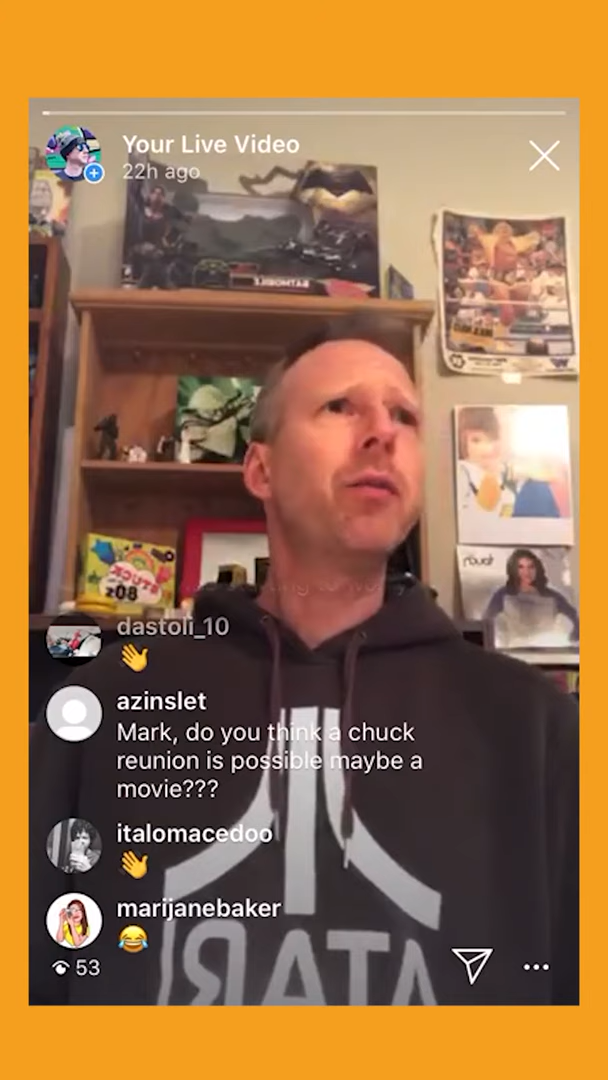 Your Live Video
22h ago
BATMOBILE
dastoli_10
👋
azinslet
Mark, do you think a chuck
reunion is possible maybe a
movie???
italomacedoo
👋
marijanebaker
😂
53
ATARI